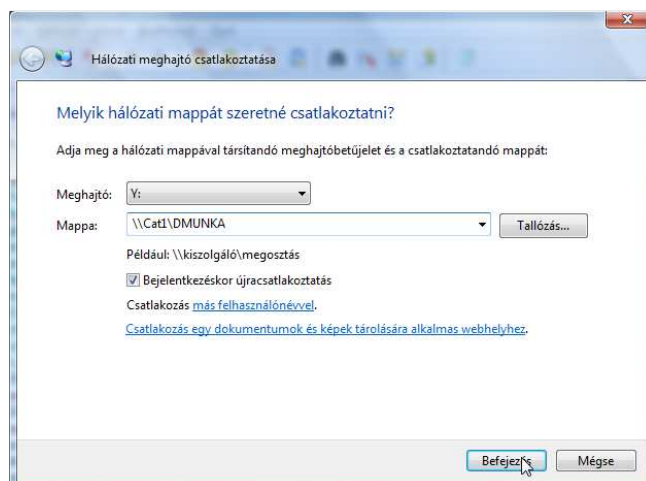 Hálózati meghajtó csatlakoztatása
Melyik hálózati mappát szeretné csatlakoztatni?
Adja meg a hálózati mappával társítandó meghajtóbetűjelet és a csatlakoztatandó mappát:
Meghajtó: Y:
Mappa: \\Cat1\DMUNKA Tallózás...
Például: \\kiszolgáló\megosztás
Bejelentkezéskor újracsatlakoztatás
Csatlakozás más felhasználónévvel.
Csatlakozás egy dokumentumok és képek tárolására alkalmas webhelyhez.
Befejezés Mégse